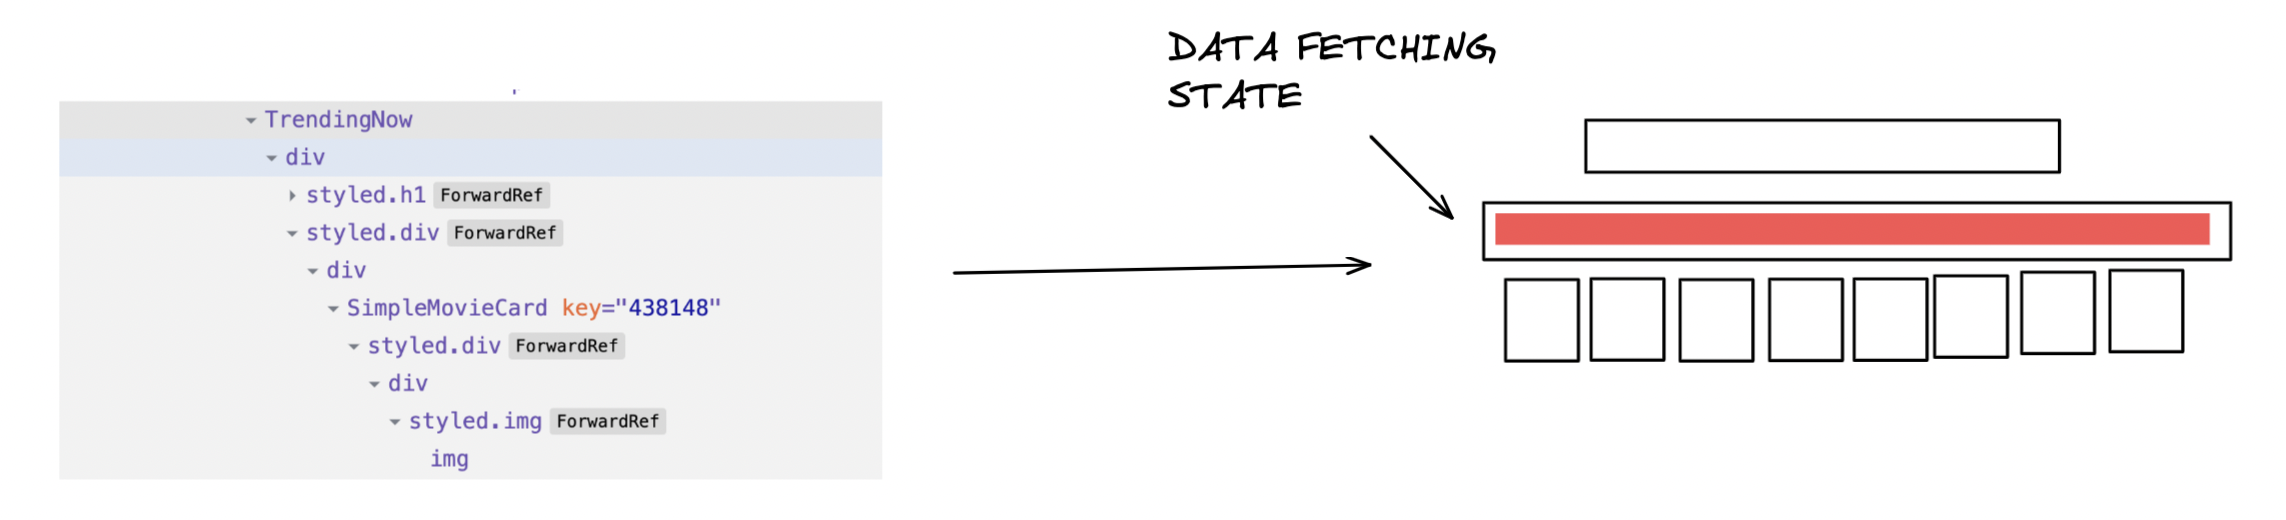 TrendingNow
div
styled.h1 ForwardRef
styled.div ForwardRef
div
SimpleMovieCard key="438148"
styled.div ForwardRef
div
styled.img ForwardRef
img
DATA FETCHING,
STATE